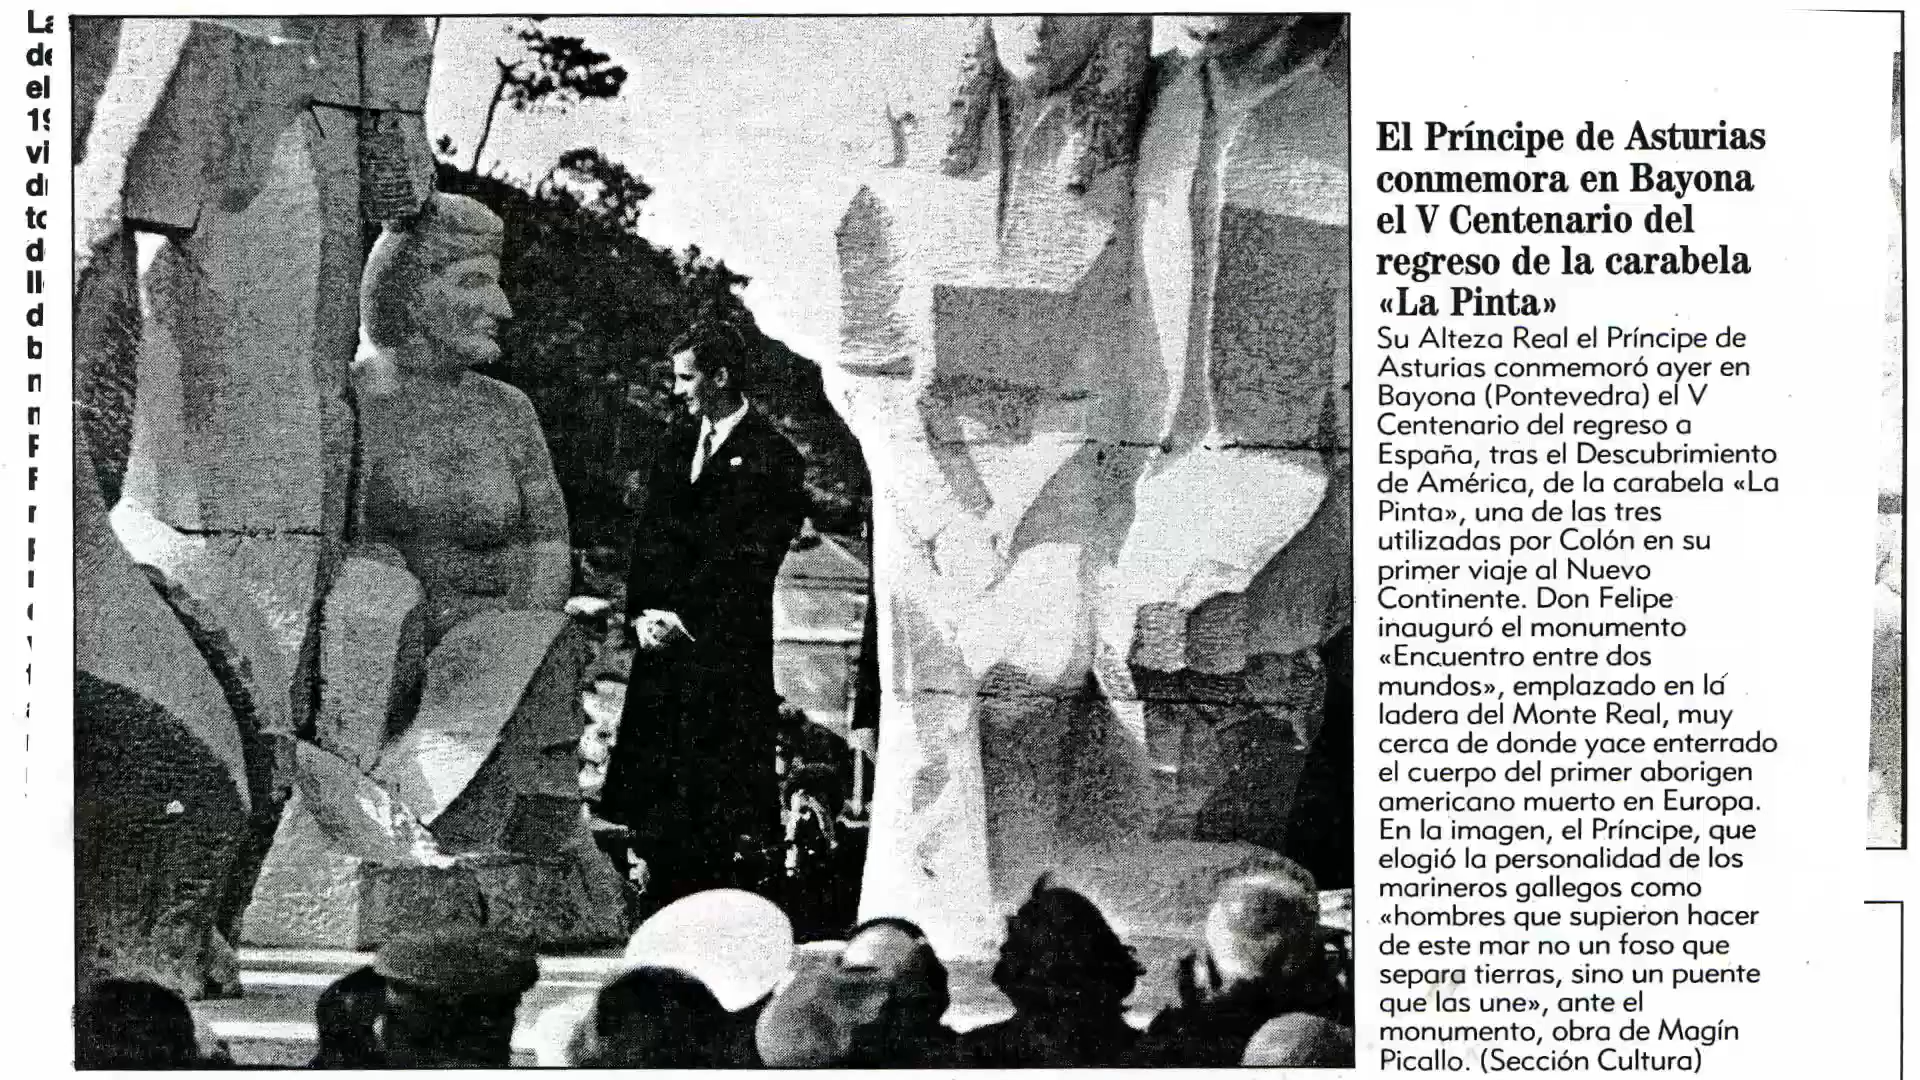 El Príncipe de Asturias
conmemora en Bayona
el V Centenario del
regreso de la carabela
«La Pinta»
Su Alteza Real el Príncipe de
Asturias conmemoró ayer en
Bayona (Pontevedra) el V
Centenario del regreso a
España, tras el Descubrimiento
de América, de la carabela «La
Pinta», una de las tres
utilizadas por Colón en su
primer viaje al Nuevo
Continente. Don Felipe
inauguró el monumento
«Encuentro entre dos
mundos», emplazado en la
ladera del Monte Real, muy
cerca de donde yace enterrado
el cuerpo del primer aborigen
americano muerto en Europa.
En la imagen, el Príncipe, que
elogió la personalidad de los
marineros gallegos como
«hombres que supieron hacer
de este mar no un foso que
separa tierras, sino un puente
que las une», ante el
monumento, obra de Magín
Picallo. (Sección Cultura)